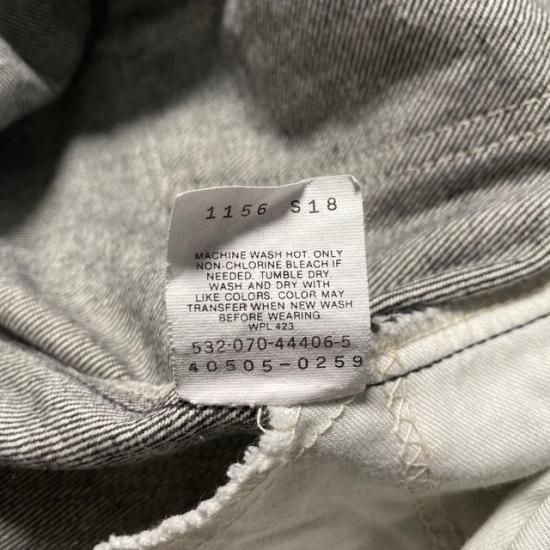 1156 S18
MACHINE WASH HOT. ONLY
NON-CHLORINE BLEACH IF
NEEDED. TUMBLE DRY.
WASH AND DRY WITH
LIKE COLORS. COLOR MAY
TRANSFER WHEN NEW WASH
BEFORE WEARING.
WPL 423
532-070-44406-5
40505-0259